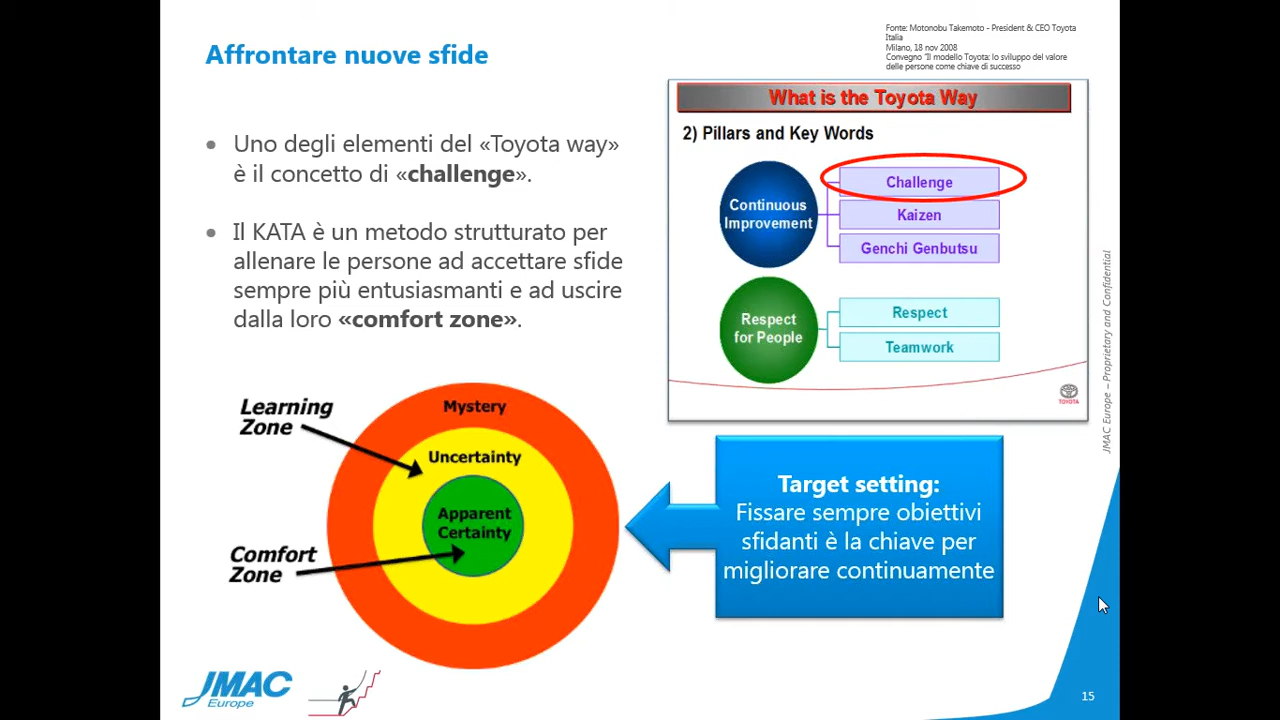 Affrontare nuove sfide
Fonte: Motonobu Takemoto - President & CEO Toyota
Italia
Milano, 18 nov 2008
Convegno "Il modello Toyota: lo sviluppo del valore
delle persone come chiave di successo
Uno degli elementi del «Toyota way»
è il concetto di «challenge».
Il KATA è un metodo strutturato per
allenare le persone ad accettare sfide
sempre più entusiasmanti e ad uscire
dalla loro «comfort zone».
What is the Toyota Way
2) Pillars and Key Words
Continuous
Improvement
Challenge
Kaizen
Genchi Genbutsu
Respect
for People
Respect
Teamwork
TOYOTA
JMAC Europe – Proprietary and Confidential
Learning
Zone
Mystery
Uncertainty
Apparent
Certainty
Comfort
Zone
Target setting:
Fissare sempre obiettivi
sfidanti è la chiave per
migliorare continuamente
JMAC
Europe
15